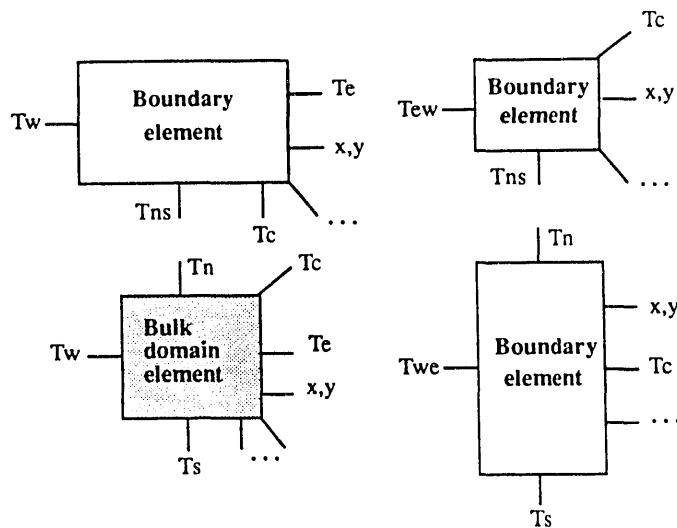 Boundary
element
Tw
Te
x,y
Tns
Tc
...
Tc
Boundary
element
Tew
x,y
Tns
...
Tn
Tc
Bulk
domain
element
Tw
Te
x,y
Ts
...
Tn
Boundary
element
Twe
x,y
Tc
...
Ts